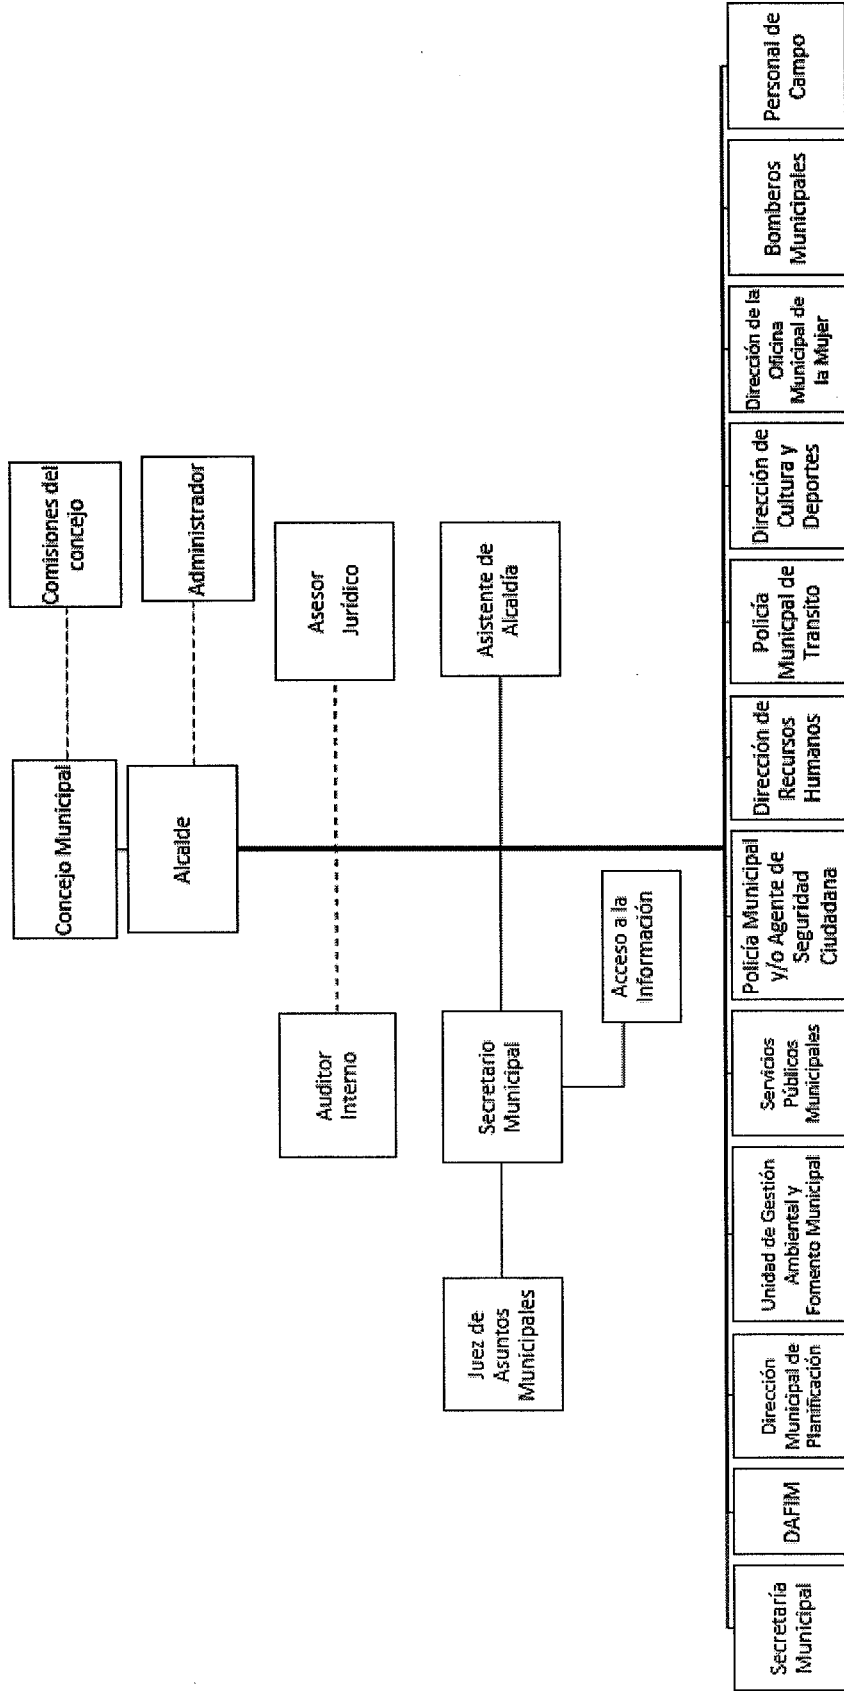 Concejo Municipal
Comisiones del
concejo
Alcalde
Administrador
Auditor
Interno
Asesor
Jurídico
Juez de
Asuntos
Municipales
Secretario
Municipal
Asistente de
Alcaldía
Acceso a la
Información
Secretaría
Municipal
DAFIM
Dirección
Municipal de
Planificación
Unidad de Gestión
Ambiental y
Fomento Municipal
Servicios
Públicos
Municipales
Policía Municipal
y/o Agente de
Seguridad
Ciudadana
Dirección de
Recursos
Humanos
Policía
Municpal de
Transito
Dirección de
Cultura y
Deportes
Dirección de la
Oficina
Municipal de
la Mujer
Bomberos
Municipales
Personal de
Campo